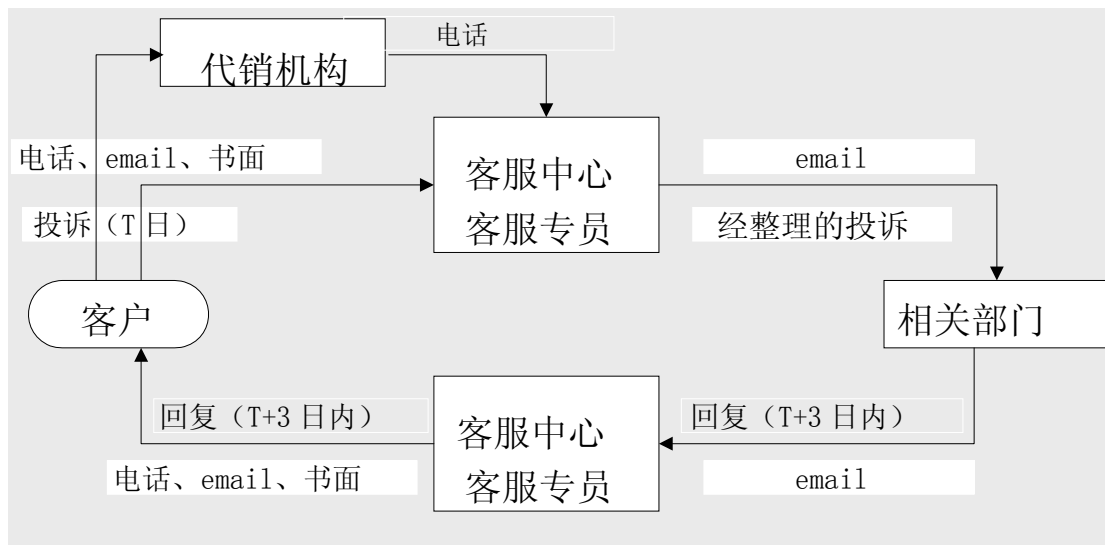 电话
代销机构
电话、email、书面
客服中心
客服专员
email
投诉（T 日）
经整理的投诉
客户
相关部门
回复（T+3 日内）
客服中心
客服专员
回复（T+3 日内）
电话、email、书面
email